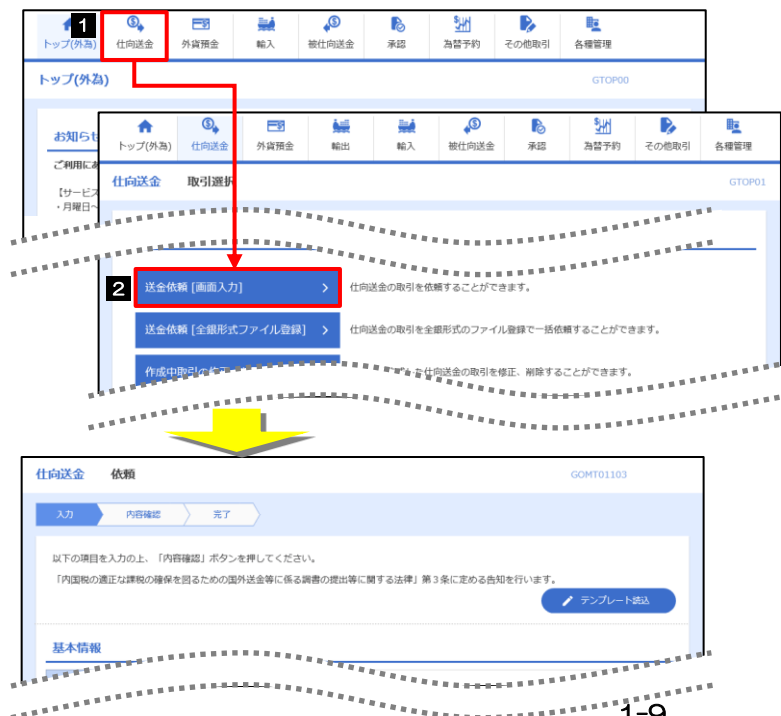 1
トップ(外為) 仕向送金 外貨預金 輸入 被仕向送金 承認 為替予約 その他取引 各種管理
トップ(外為) GTOP00
お知らせ
ご利用にあ
【サービス
・月曜日～
トップ(外為) 仕向送金 外貨預金 輸出 輸入 被仕向送金 承認 為替予約 その他取引 各種管理
仕向送金 取引選択 GTOP01
2
送金依頼 [画面入力] 仕向送金の取引を依頼することができます。
送金依頼 [全銀形式ファイル登録] 仕向送金の取引を全銀形式のファイル登録で一括依頼することができます。
作成中取引の修正 した仕向送金の取引を修正、削除することができます。
仕向送金 依頼 GOMT01103
入力 内容確認 完了
以下の項目を入力の上、「内容確認」ボタンを押してください。
「内国税の適正な課税の確保を図るための国外送金等に係る調書の提出等に関する法律」第3条に定める告知を行います。
テンプレート読込
基本情報
1-9